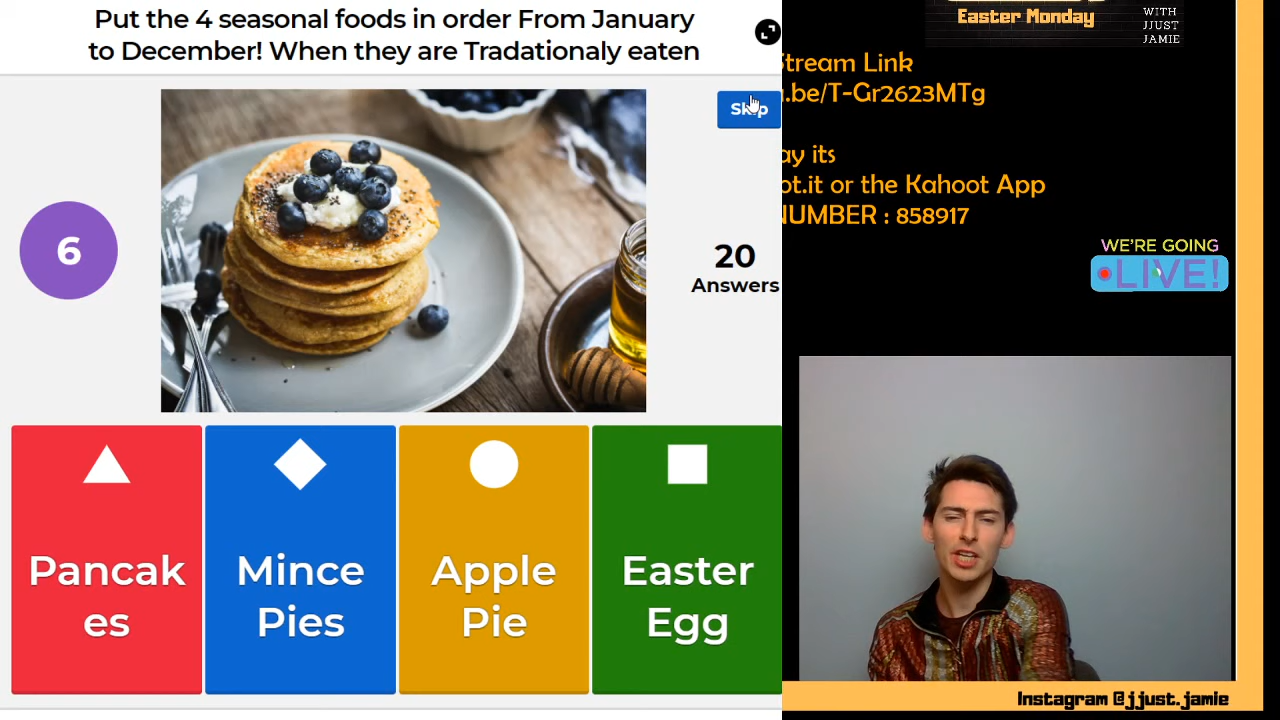 Put the 4 seasonal foods in order From January
to December! When they are Tradationaly eaten
Skip
6
20
Answers
Pancak
es
Mince
Pies
Apple
Pie
Easter
Egg
Easter Monday
WITH
JJUST
JAMIE
Stream Link
.be/T-Gr2623MTg
ay its
ot.it or the Kahoot App
NUMBER : 858917
WE'RE GOING
LIVE!
Instagram @jjust.jamie